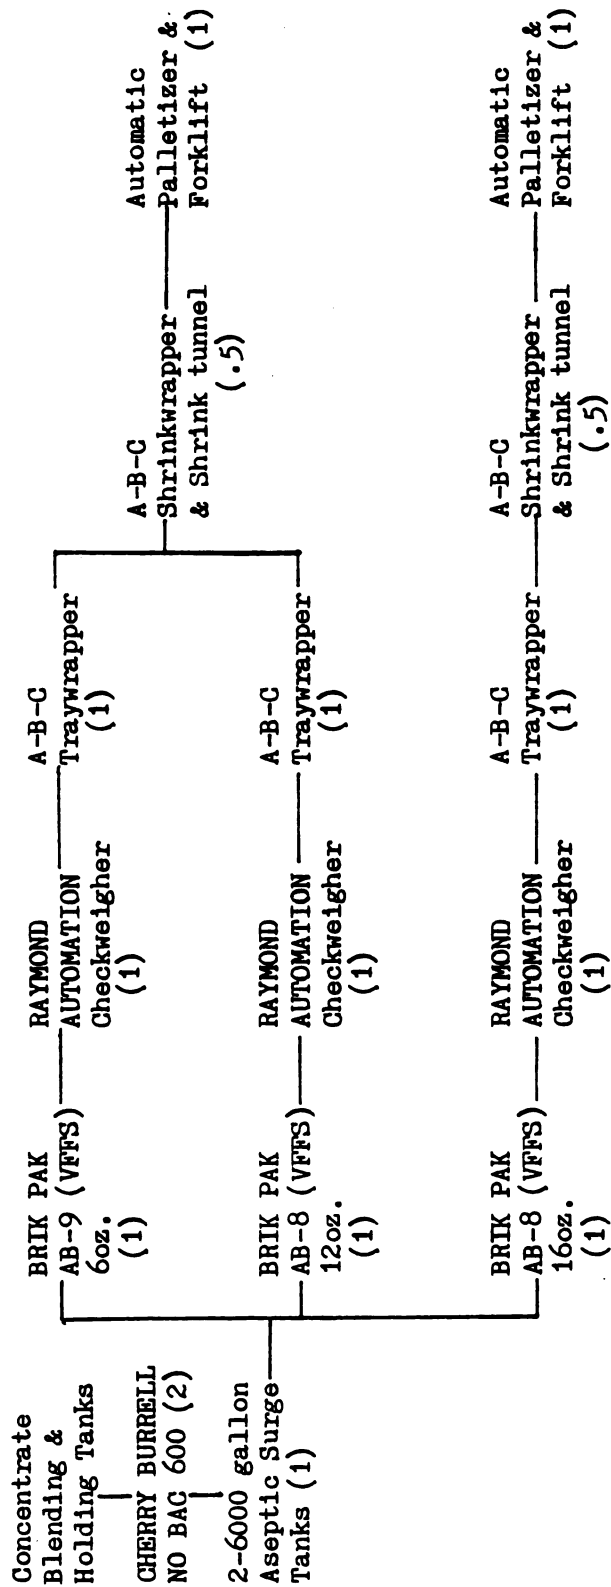 Concentrate
Blending &
Holding Tanks
CHERRY BURRELL
NO BAC 600 (2)
2-6000 gallon
Aseptic Surge
Tanks (1)
BRIK PAK
AB-9 (VFFS)
6oz.
(1)
RAYMOND
AUTOMATION
Checkweigher
(1)
A-B-C
Traywrapper
(1)
BRIK PAK
AB-8 (VFFS)
12oz.
(1)
RAYMOND
AUTOMATION
Checkweigher
(1)
A-B-C
Traywrapper
(1)
A-B-C
Shrinkwrapper
& Shrink tunnel
(.5)
Automatic
Palletizer &
Forklift (1)
BRIK PAK
AB-8 (VFFS)
16oz.
(1)
RAYMOND
AUTOMATION
Checkweigher
(1)
A-B-C
Traywrapper
(1)
A-B-C
Shrinkwrapper
& Shrink tunnel
(.5)
Automatic
Palletizer &
Forklift (1)